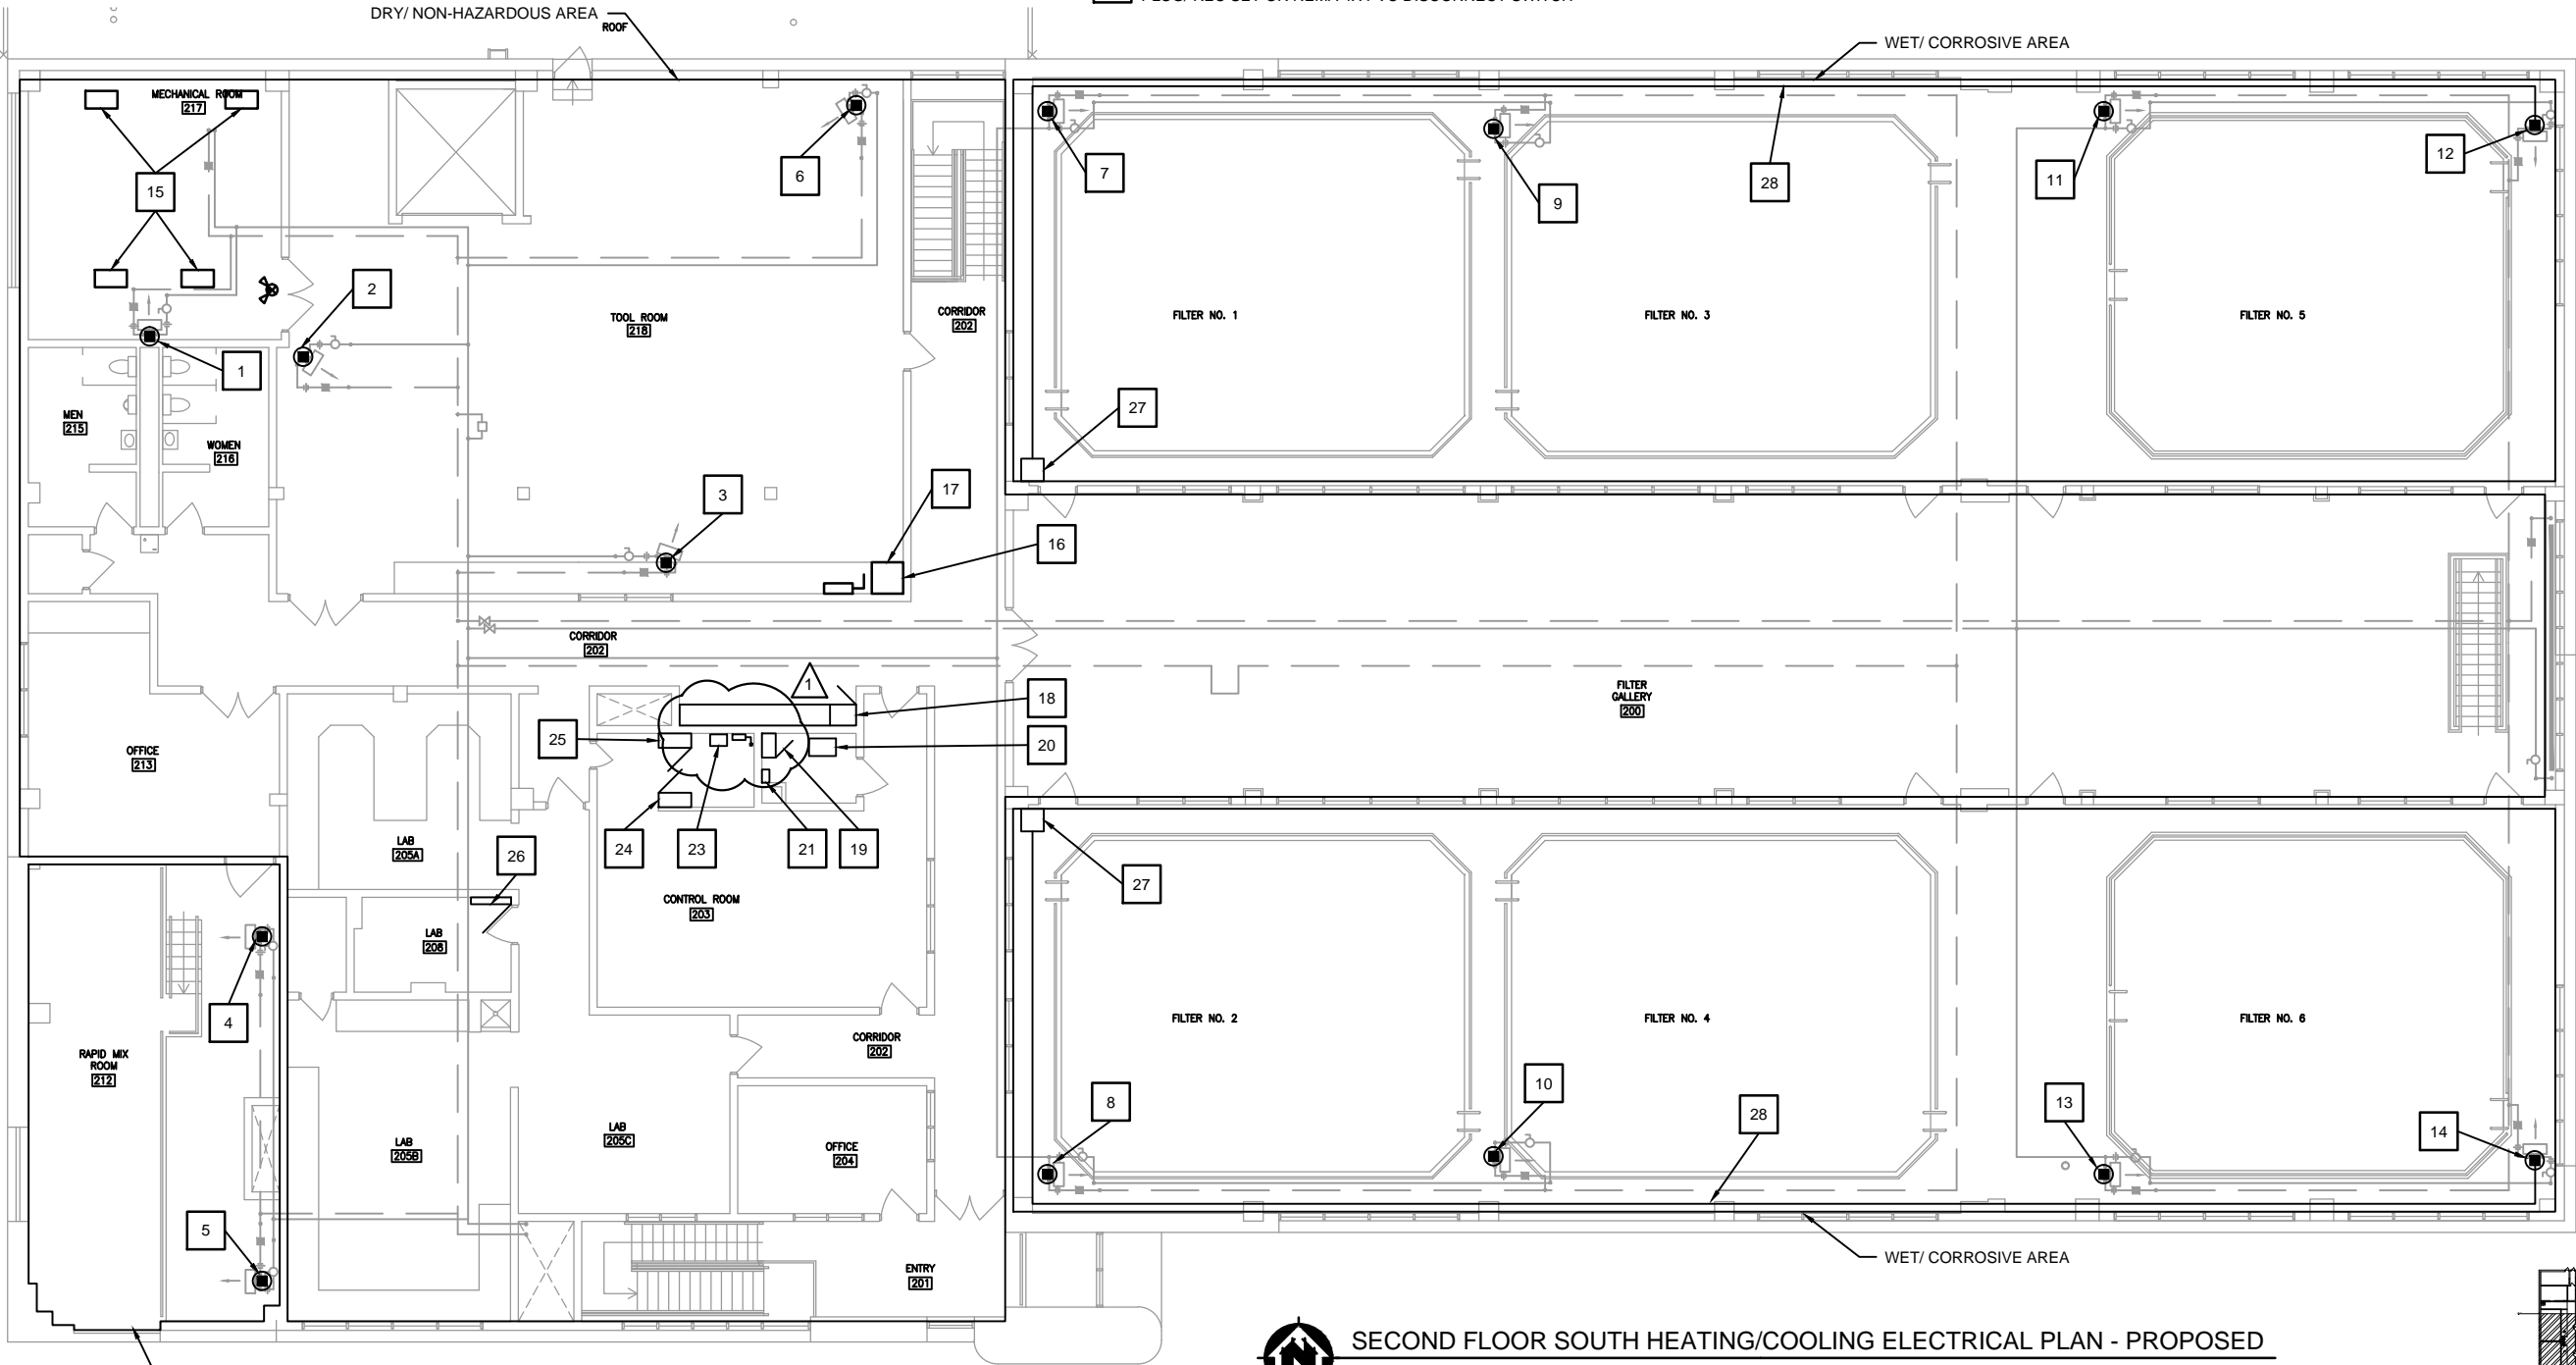 DRY/ NON-HAZARDOUS AREA
ROOF
WET/ CORROSIVE AREA
MECHANICAL ROOM
217
15
6
7
9
28
11
12
2
TOOL ROOM
218
CORRIDOR
202
FILTER NO. 1
FILTER NO. 3
FILTER NO. 5
1
MEN
215
WOMEN
216
27
3
17
16
CORRIDOR
202
1
18
25
20
FILTER
GALLERY
200
OFFICE
213
LAB
205A
24
23
21
19
26
27
CONTROL ROOM
203
LAB
208
4
RAPID MIX
ROOM
212
CORRIDOR
202
FILTER NO. 2
FILTER NO. 4
FILTER NO. 6
8
10
28
13
14
LAB
205B
LAB
205C
OFFICE
204
5
ENTRY
201
WET/ CORROSIVE AREA
N
SECOND FLOOR SOUTH HEATING/COOLING ELECTRICAL PLAN - PROPOSED